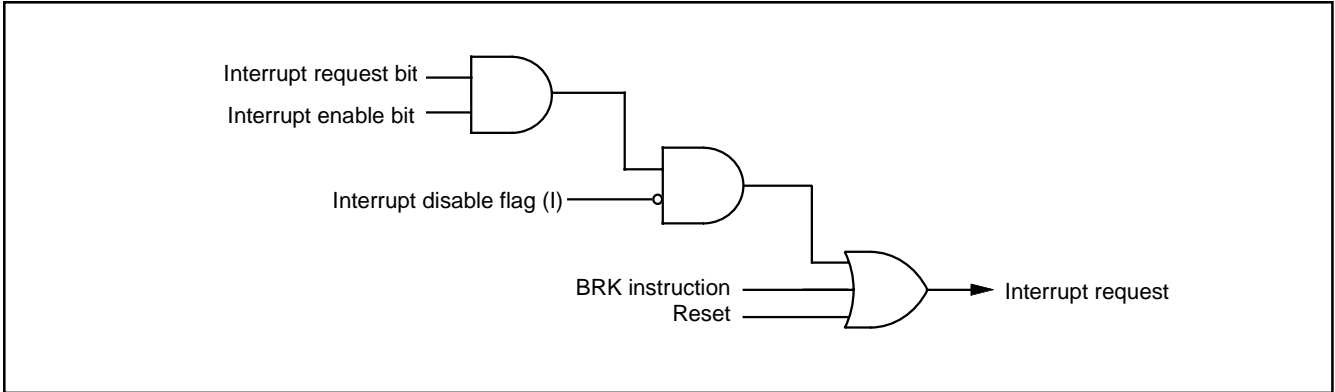 Interrupt request bit
Interrupt enable bit
Interrupt disable flag (I)
BRK instruction
Reset
Interrupt request